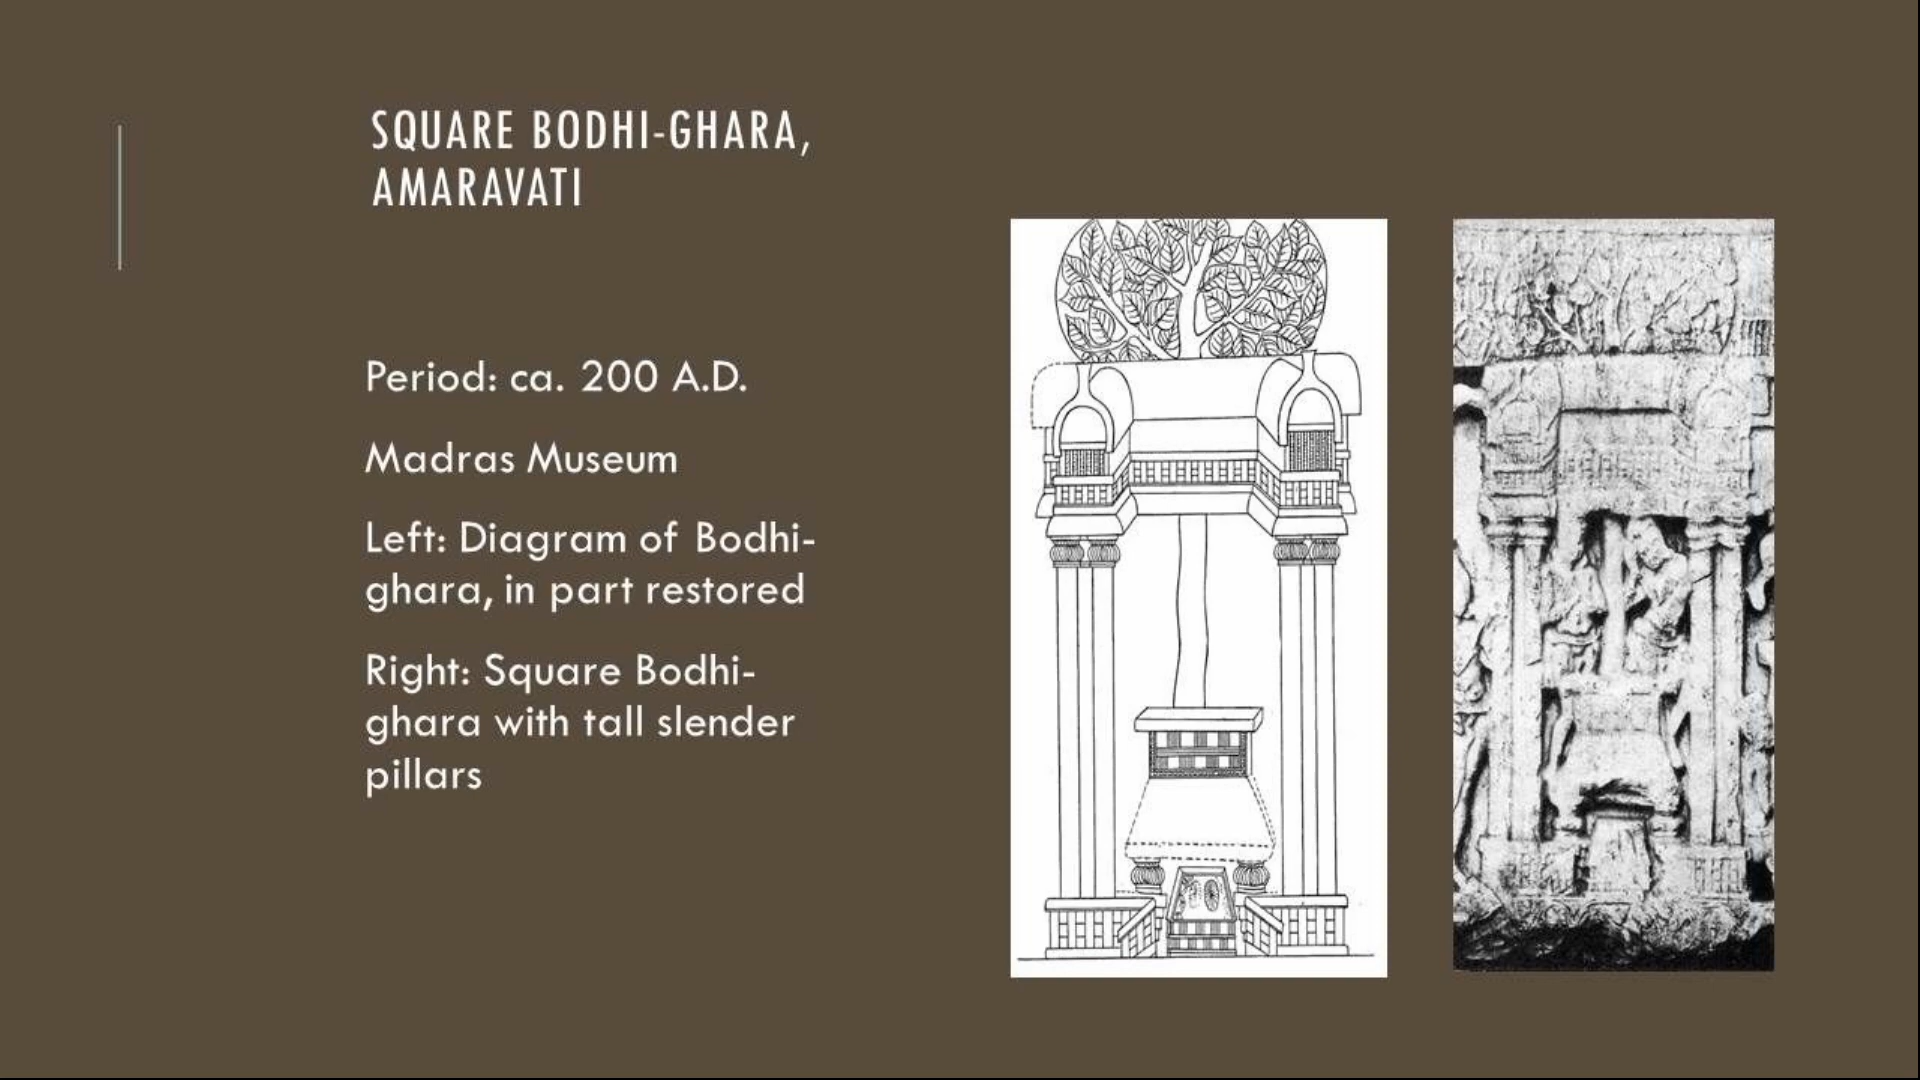 SQUARE BODHI-GHARA,
AMARAVATI
Period: ca. 200 A.D.
Madras Museum
Left: Diagram of Bodhi-
ghara, in part restored
Right: Square Bodhi-
ghara with tall slender
pillars